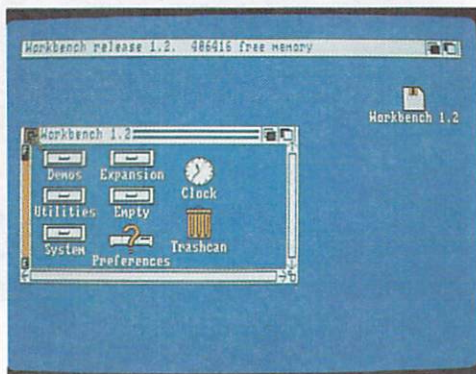 Workbench release 1.2. 486416 free memory
Workbench 1.2
Workbench 1.2
Demos Expansion Clock
Utilities Empty
System Preferences Trashcan